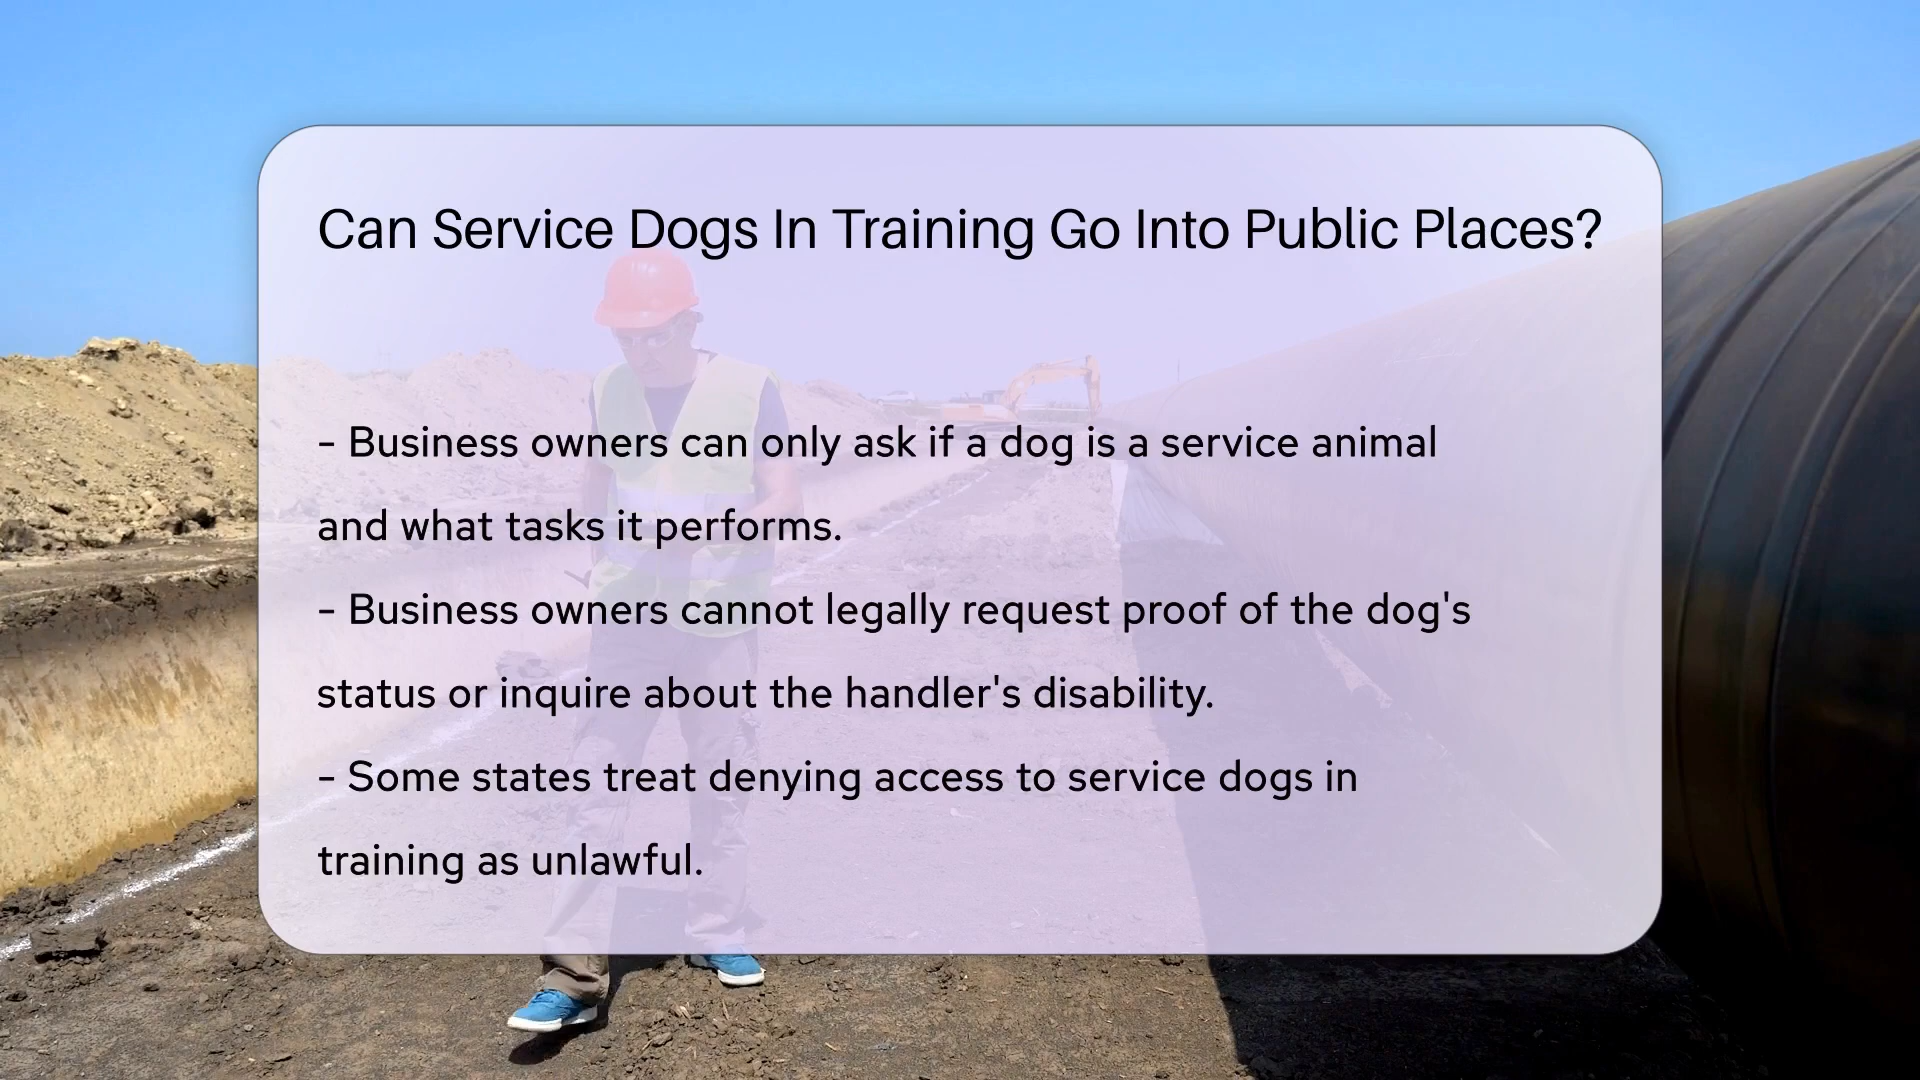 Can Service Dogs In Training Go Into Public Places?
- Business owners can only ask if a dog is a service animal
and what tasks it performs.
- Business owners cannot legally request proof of the dog's
status or inquire about the handler's disability.
- Some states treat denying access to service dogs in
training as unlawful.